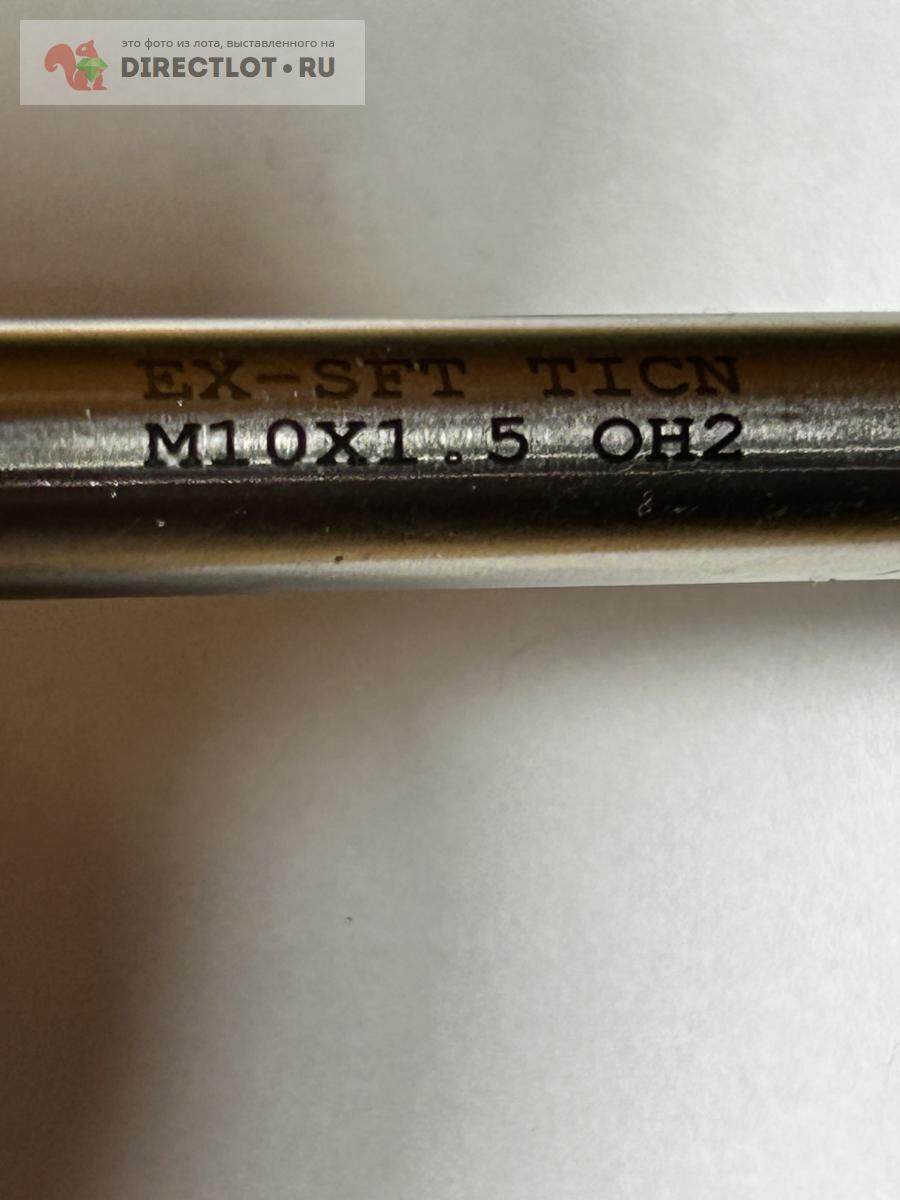 это фото из лота, выставленного на
DIRECTLOT•RU
EX-SFT TICN
M10X1.5 OH2